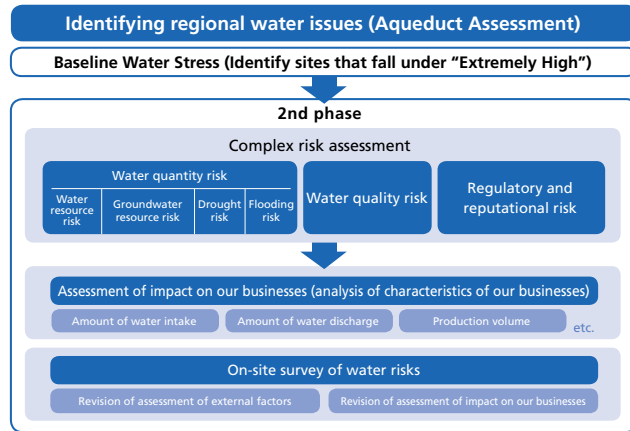 Identifying regional water issues (Aqueduct Assessment)
Baseline Water Stress (Identify sites that fall under “Extremely High”)
2nd phase
Complex risk assessment
Water quantity risk
Water
resource
risk
Groundwater
resource risk
Drought
risk
Flooding
risk
Water quality risk
Regulatory and
reputational risk
Assessment of impact on our businesses (analysis of characteristics of our businesses)
Amount of water intake
Amount of water discharge
Production volume
etc.
On-site survey of water risks
Revision of assessment of external factors
Revision of assessment of impact on our businesses